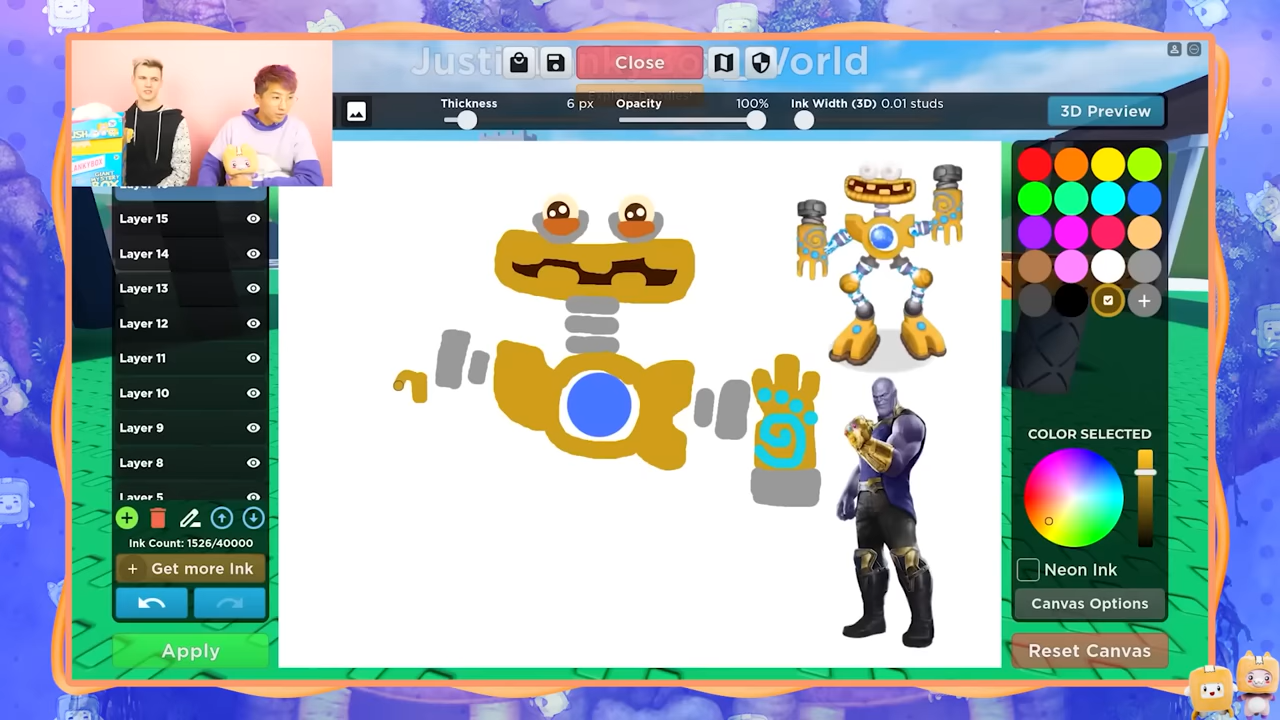 Close
Thickness 6 px Opacity 100% Ink Width (3D) 0.01 studs
3D Preview
Layer 15
Layer 14
Layer 13
Layer 12
Layer 11
Layer 10
Layer 9
Layer 8
Layer 5
Ink Count: 1526/40000
+ Get more Ink
Apply
COLOR SELECTED
Neon Ink
Canvas Options
Reset Canvas